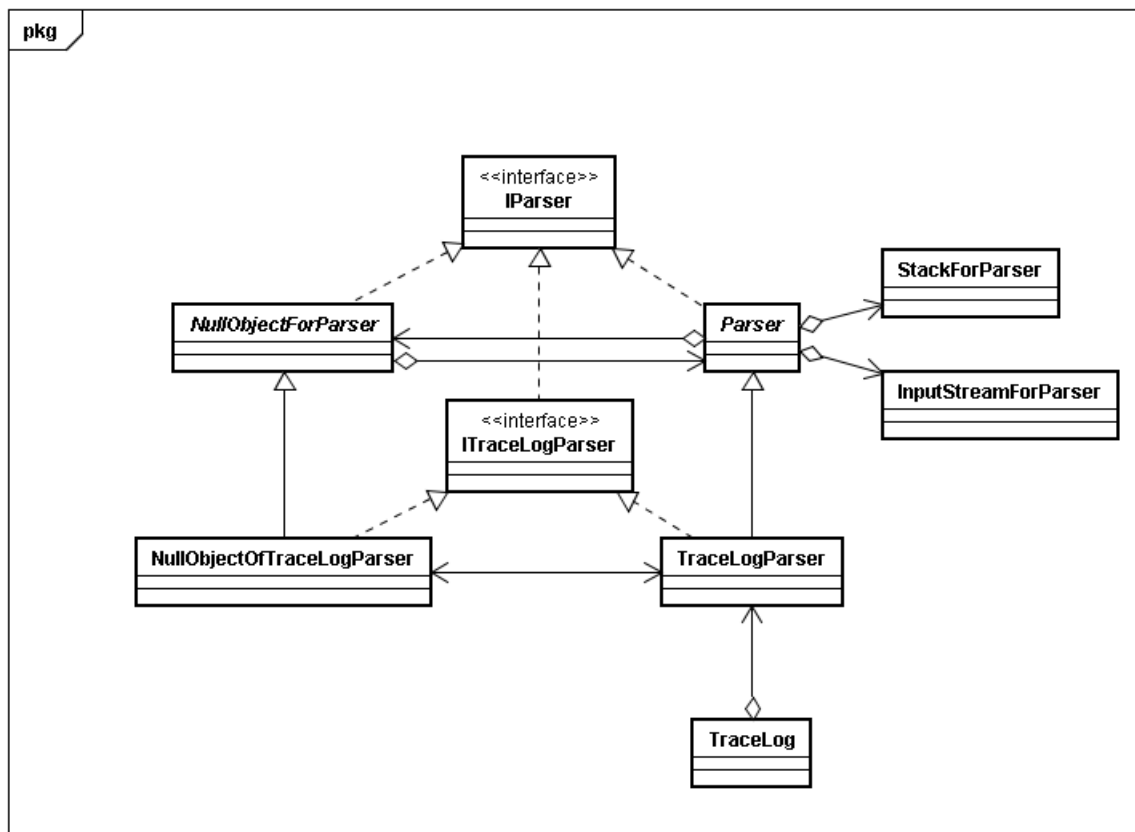 pkg
<<interface>>
IParser
StackForParser
NullObjectForParser
Parser
InputStreamForParser
<<interface>>
ITraceLogParser
NullObjectOfTraceLogParser
TraceLogParser
TraceLog